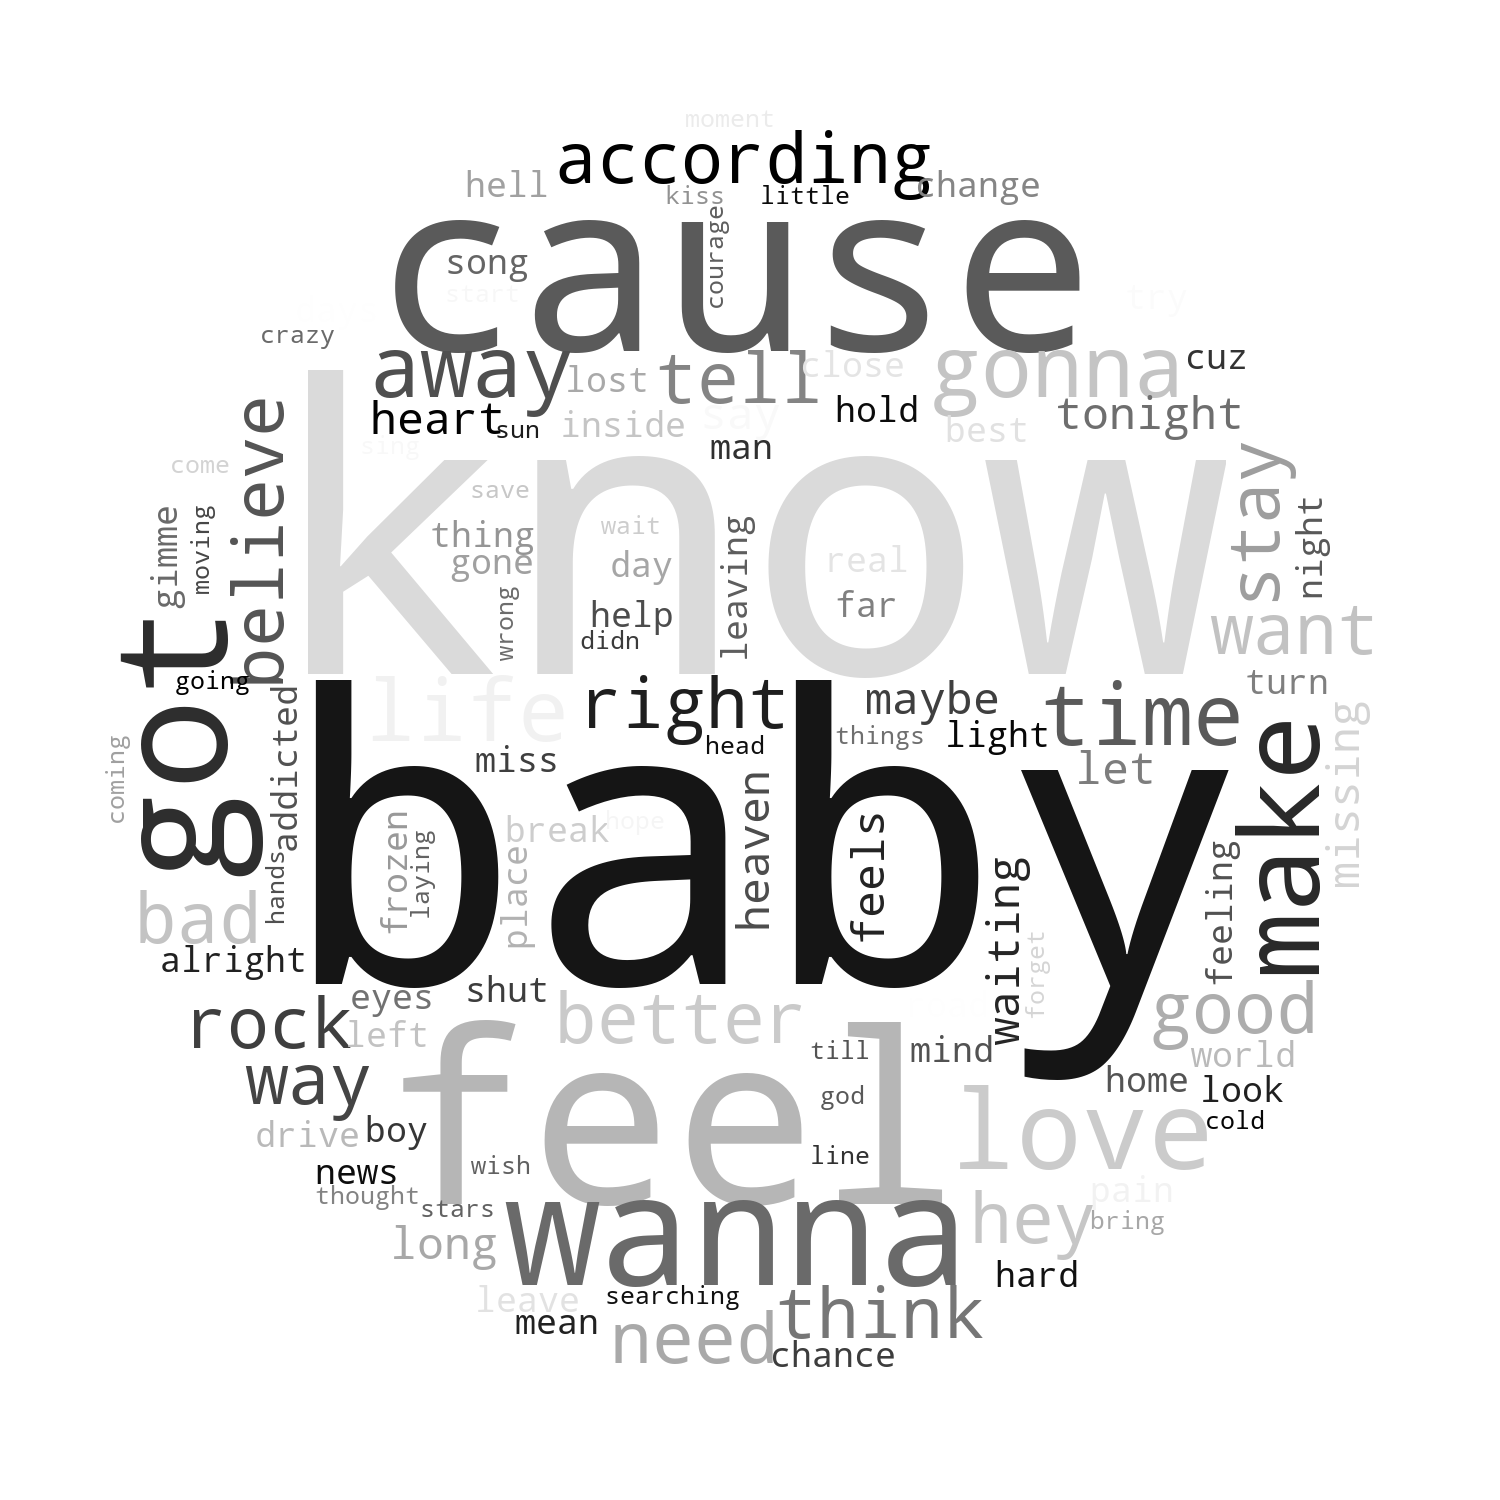 moment
according
hell
kiss
little
change
cause
courage
song
start
try
crazy
away
lost
tell
close
gonna
cuz
heart
sun
inside
say
hold
best
tonight
sing
man
believe
know
come
save
stay
night
gimme
moving
thing
gone
wait
day
leaving
real
far
wrong
help
didn
want
got
going
life
right
maybe
time
turn
addicted
miss
head
things
light
let
missing
coming
baby
make
heaven
feels
frozen
laying
break
hope
place
hands
bad
feeling
waiting
forget
alright
shut
eyes
rock
left
better
good
till
mind
world
way
feel
home
look
god
love
cold
drive
boy
line
news
wish
thought
stars
pain
hey
bring
long
wanna
hard
leave
searching
think
mean
need
chance